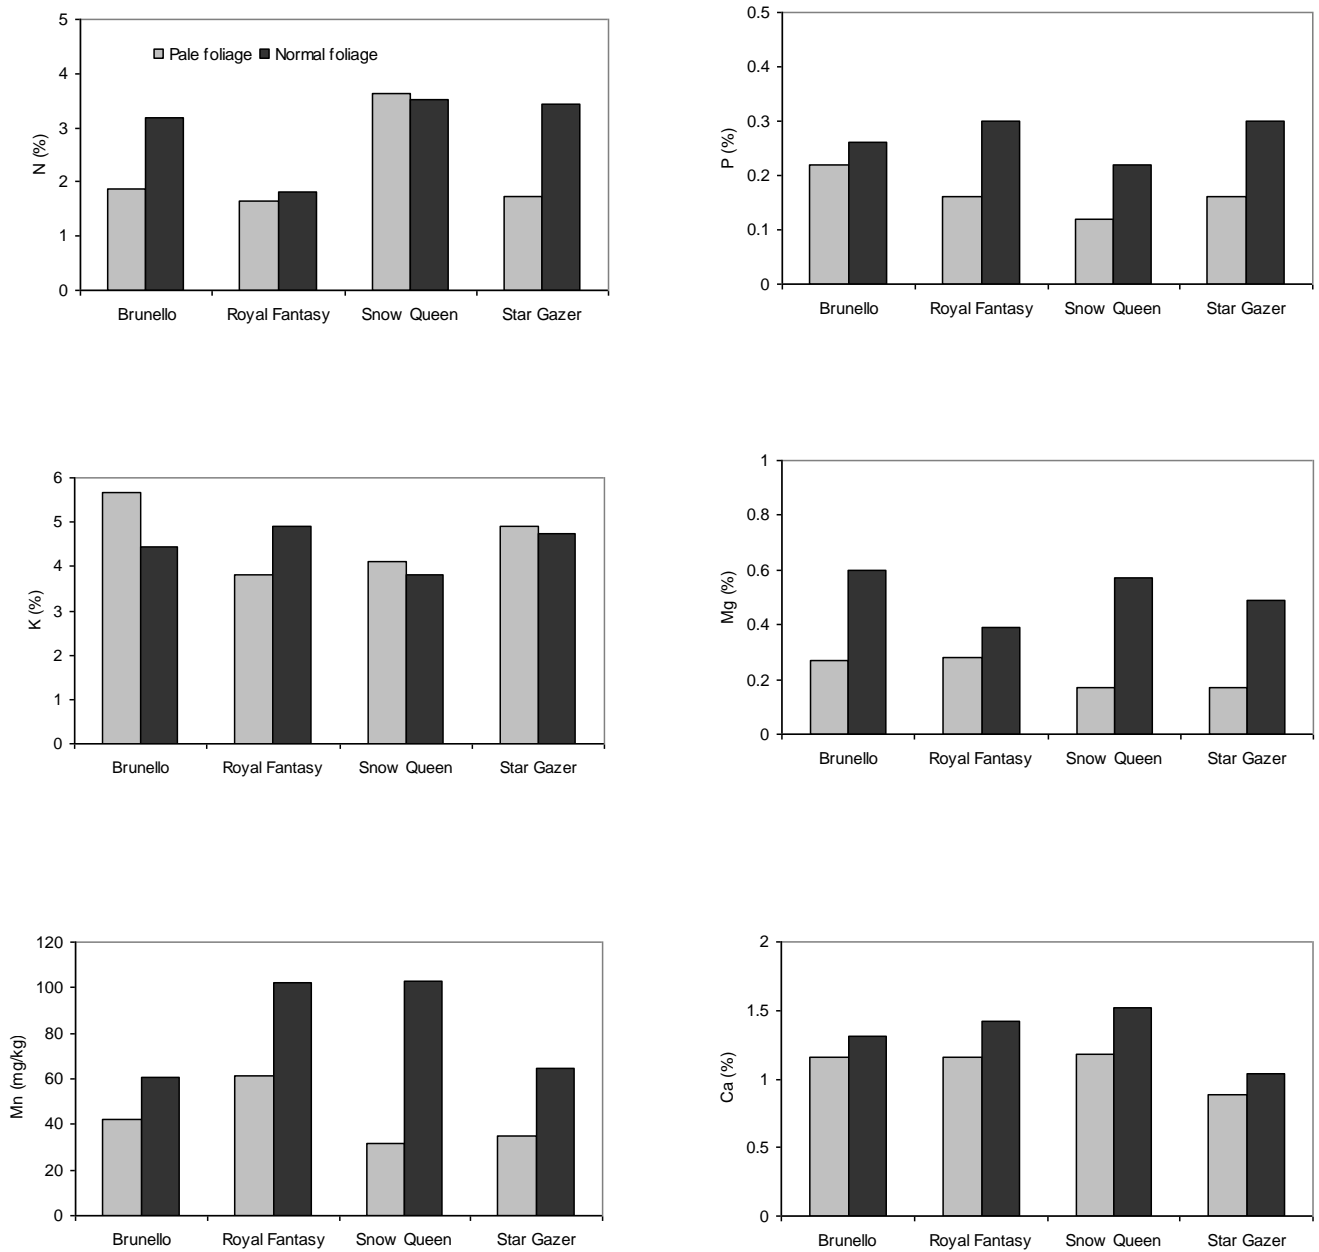 5
4
3
2
1
0
N (%)
Pale foliage Normal foliage
Brunello Royal Fantasy Snow Queen Star Gazer
0.5
0.4
0.3
0.2
0.1
0
P (%)
Brunello Royal Fantasy Snow Queen Star Gazer
6
5
4
3
2
1
0
K (%)
Brunello Royal Fantasy Snow Queen Star Gazer
1
0.8
0.6
0.4
0.2
0
Mg (%)
Brunello Royal Fantasy Snow Queen Star Gazer
120
100
80
60
40
20
0
Mn (mg/kg)
Brunello Royal Fantasy Snow Queen Star Gazer
2
1.5
1
0.5
0
Ca (%)
Brunello Royal Fantasy Snow Queen Star Gazer